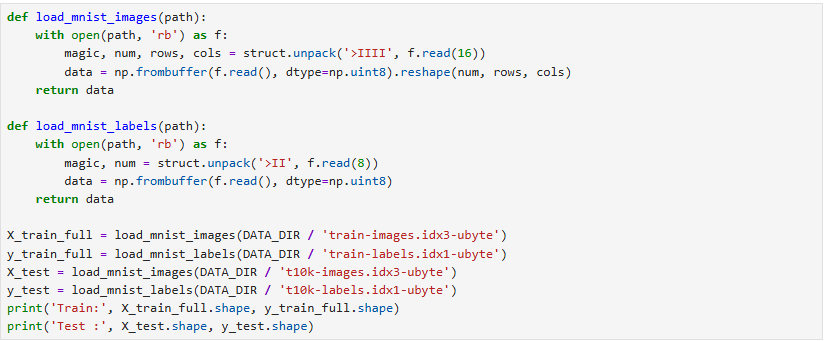 def load_mnist_images(path):
    with open(path, 'rb') as f:
        magic, num, rows, cols = struct.unpack('>IIII', f.read(16))
        data = np.frombuffer(f.read(), dtype=np.uint8).reshape(num, rows, cols)
    return data

def load_mnist_labels(path):
    with open(path, 'rb') as f:
        magic, num = struct.unpack('>II', f.read(8))
        data = np.frombuffer(f.read(), dtype=np.uint8)
    return data

X_train_full = load_mnist_images(DATA_DIR / 'train-images.idx3-ubyte')
y_train_full = load_mnist_labels(DATA_DIR / 'train-labels.idx1-ubyte')
X_test = load_mnist_images(DATA_DIR / 't10k-images.idx3-ubyte')
y_test = load_mnist_labels(DATA_DIR / 't10k-labels.idx1-ubyte')
print('Train:', X_train_full.shape, y_train_full.shape)
print('Test :', X_test.shape, y_test.shape)